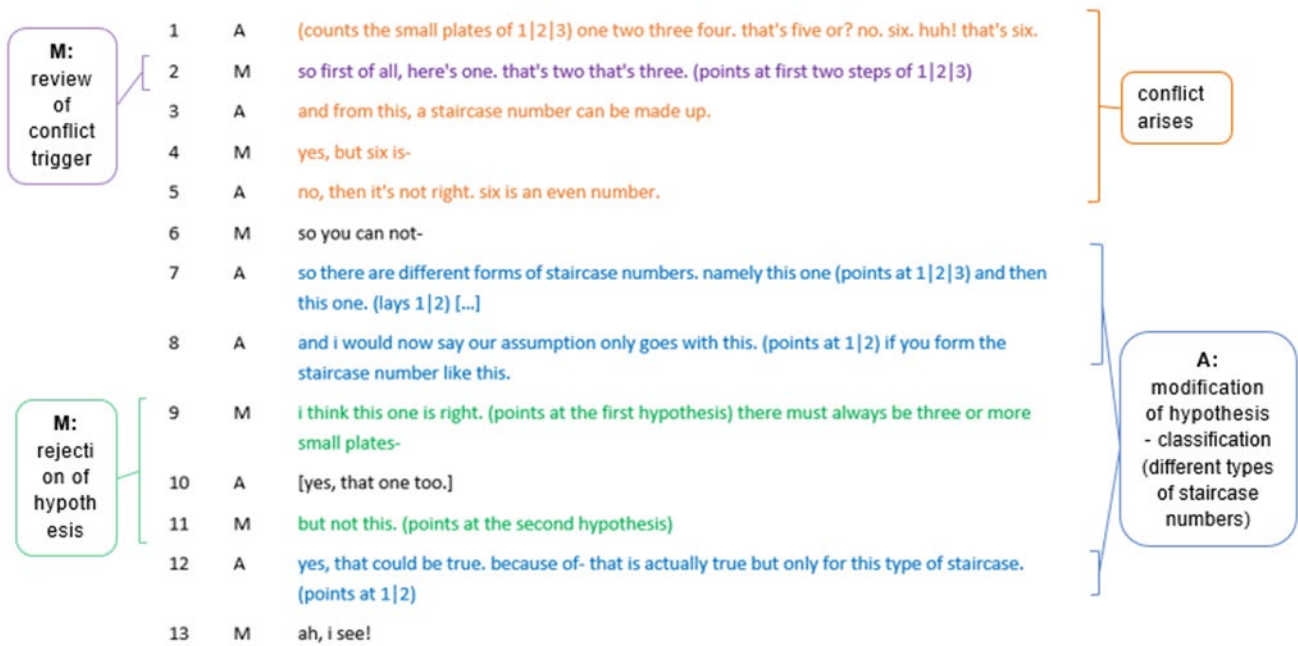 M:
review
of
conflict
trigger
1 A (counts the small plates of 1|2|3) one two three four. that's five or? no. six. huh! that's six.
2 M so first of all, here's one. that's two that's three. (points at first two steps of 1|2|3)
3 A and from this, a staircase number can be made up.
4 M yes, but six is-
5 A no, then it's not right. six is an even number.
conflict
arises
6 M so you can not-
7 A so there are different forms of staircase numbers. namely this one (points at 1|2|3) and then
this one. (lays 1|2) [...]
8 A and i would now say our assumption only goes with this. (points at 1|2) if you form the
staircase number like this.
M:
rejecti
on of
hypoth
esis
9 M i think this one is right. (points at the first hypothesis) there must always be three or more
small plates-
10 A [yes, that one too.]
11 M but not this. (points at the second hypothesis)
12 A yes, that could be true. because of- that is actually true but only for this type of staircase.
(points at 1|2)
13 M ah, i see!
A:
modification
of hypothesis
- classification
(different types
of staircase
numbers)